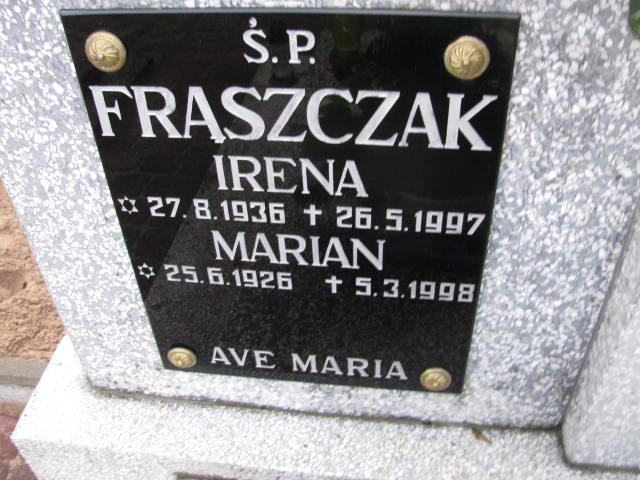 Ś.P.
FRĄSZCZAK
IRENA
✡ 27.8.1936 ✝ 26.5.1997
MARIAN
✡ 25.6.1926 ✝ 5.3.1998
AVE MARIA